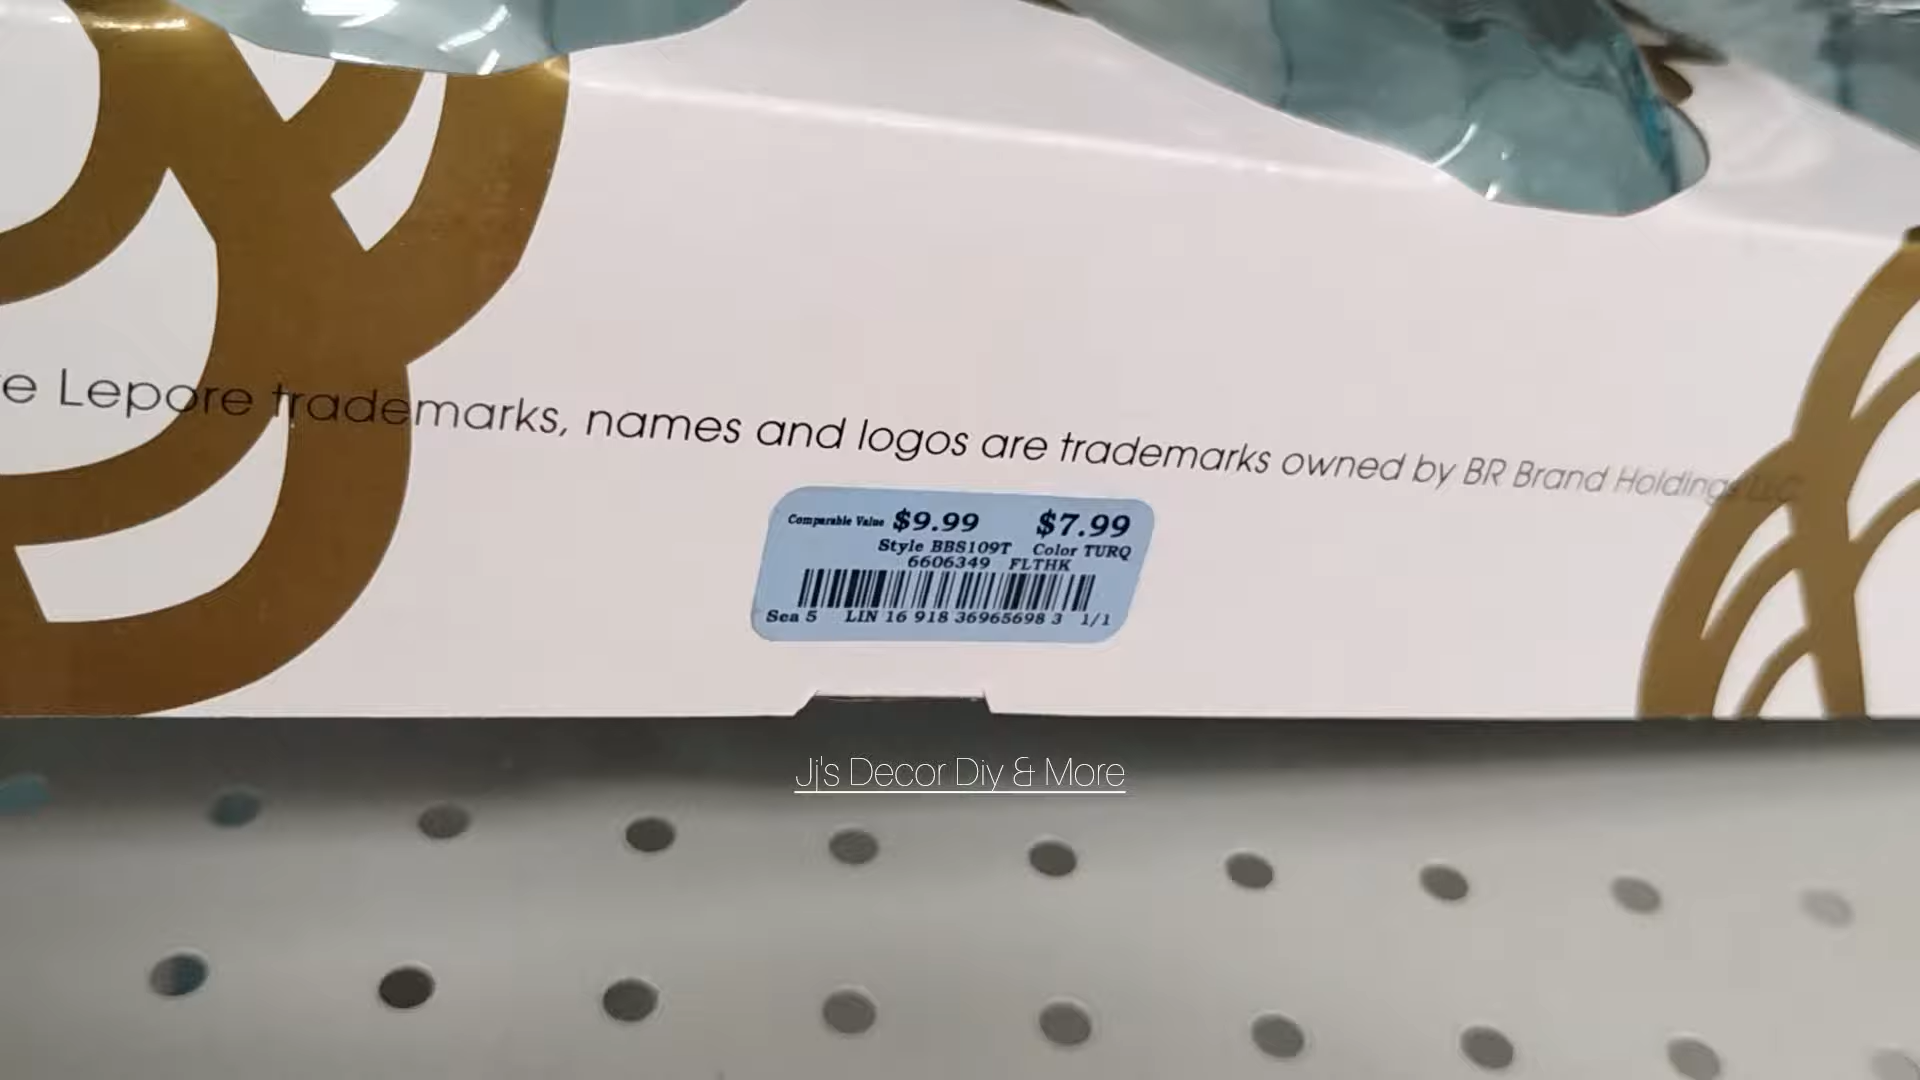 e Lepore trademarks, names and logos are trademarks owned by BR Brand Holdings LLC
Comparable Value $9.99 $7.99
Style BBS109T Color TURQ
6606349 FLTHK
Sea 5 LIN 16 918 36965698 3 1/1
Jj's Decor Diy & More